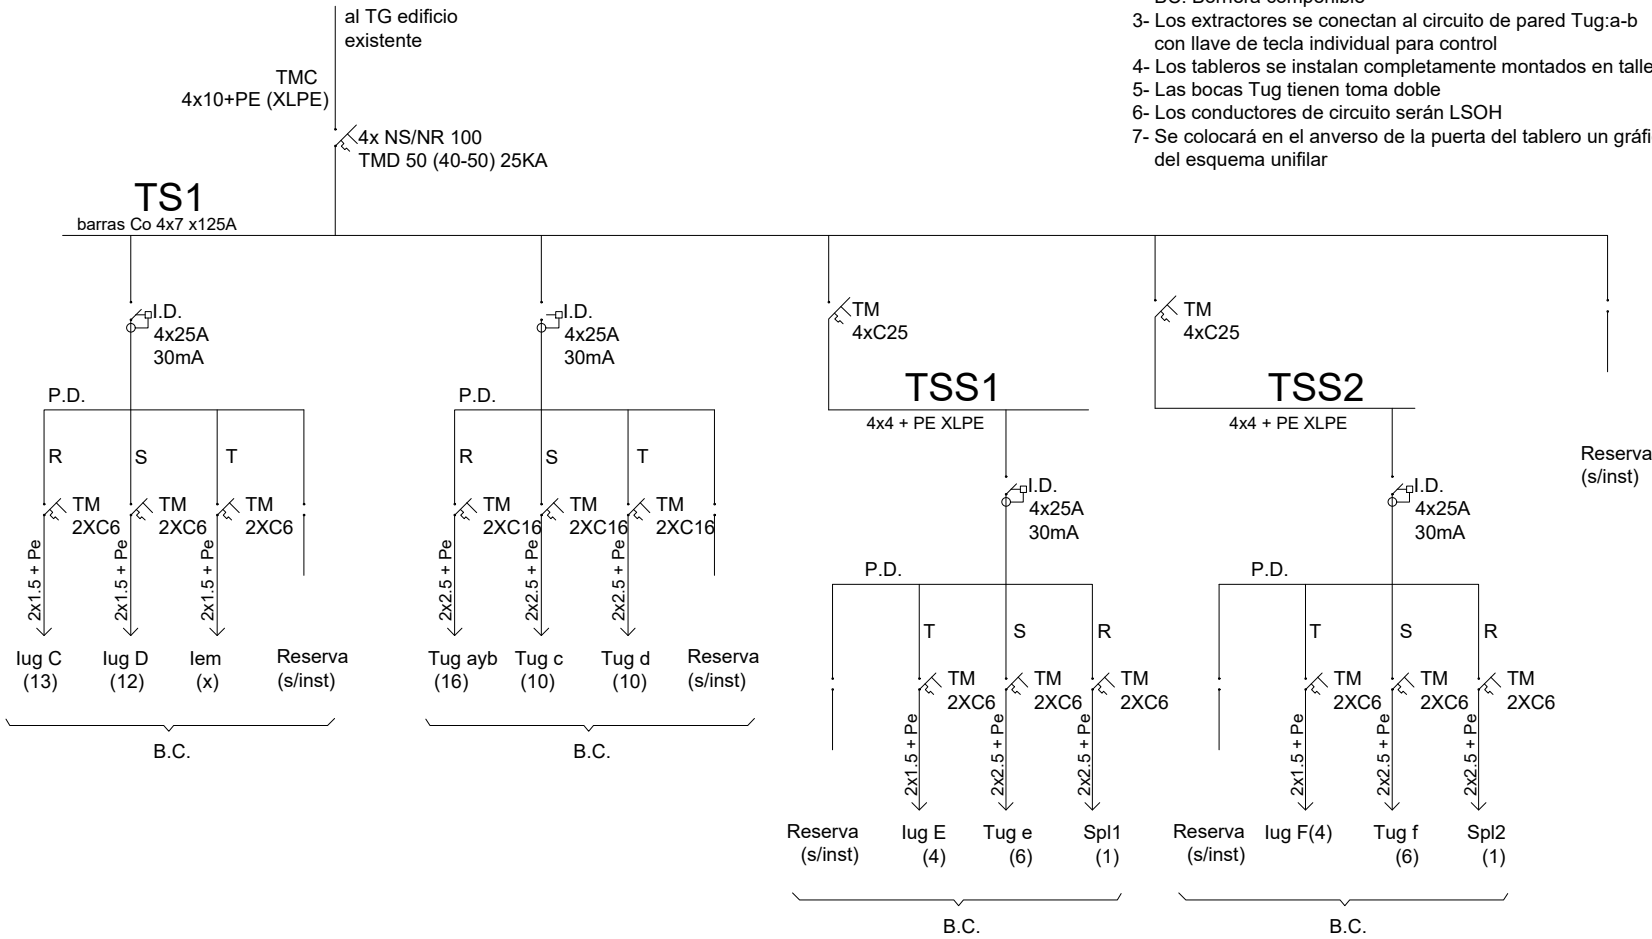 al TG edificio
existente
TMC
4x10+PE (XLPE)
4x NS/NR 100
TMD 50 (40-50) 25KA
3- Los extractores se conectan al circuito de pared Tug:a-b
con llave de tecla individual para control
4- Los tableros se instalan completamente montados en talle
5- Las bocas Tug tienen toma doble
6- Los conductores de circuito serán LSOH
7- Se colocará en el anverso de la puerta del tablero un gráfi
del esquema unifilar
TS1
barras Co 4x7 x125A
I.D.
4x25A
30mA
P.D.
R
S
T
TM
2XC6
TM
2XC6
TM
2XC6
2x1.5 + Pe
2x1.5 + Pe
2x1.5 + Pe
Iug C
(13)
Iug D
(12)
Iem
(x)
Reserva
(s/inst)
B.C.
I.D.
4x25A
30mA
P.D.
R
S
T
TM
2XC16
TM
2XC16
TM
2XC16
2x2.5 + Pe
2x2.5 + Pe
2x2.5 + Pe
Tug ayb
(16)
Tug c
(10)
Tug d
(10)
Reserva
(s/inst)
B.C.
TM
4xC25
TSS1
4x4 + PE XLPE
I.D.
4x25A
30mA
P.D.
T
S
R
TM
2XC6
TM
2XC6
TM
2XC6
2x1.5 + Pe
2x2.5 + Pe
2x2.5 + Pe
Reserva
(s/inst)
Iug E
(4)
Tug e
(6)
Spl1
(1)
B.C.
TM
4xC25
TSS2
4x4 + PE XLPE
I.D.
4x25A
30mA
P.D.
T
S
R
TM
2XC6
TM
2XC6
TM
2XC6
2x1.5 + Pe
2x2.5 + Pe
2x2.5 + Pe
Reserva
(s/inst)
Iug F(4)
Tug f
(6)
Spl2
(1)
B.C.
Reserva
(s/inst)